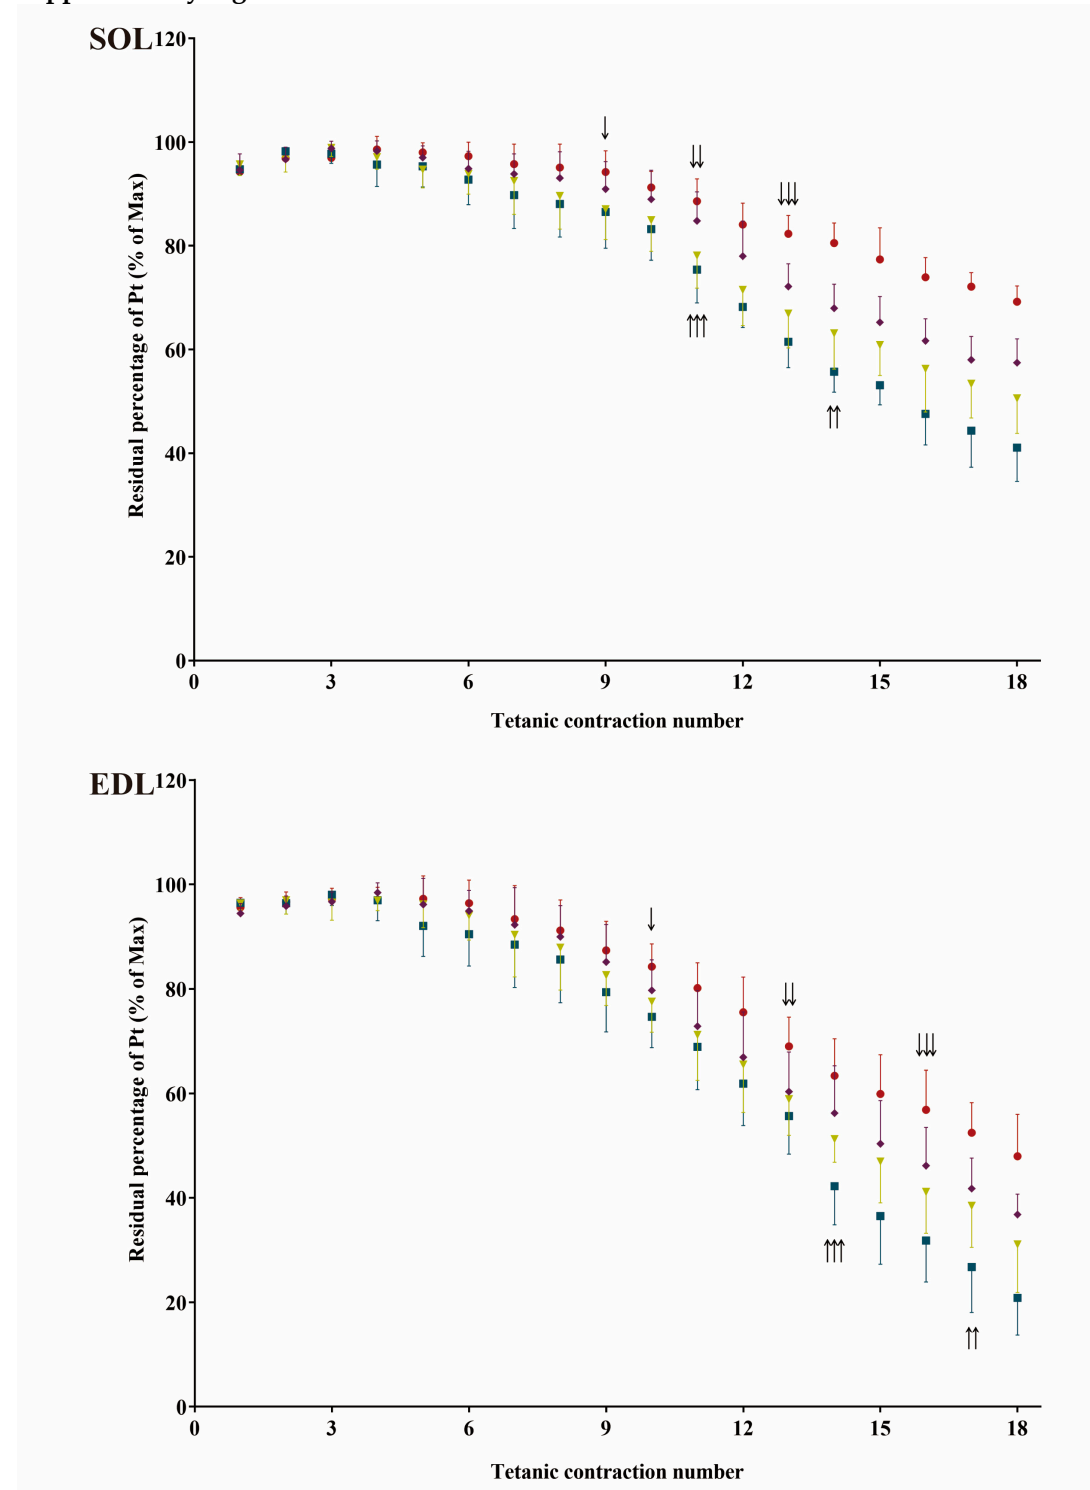 SOL
120
100
80
60
40
20
0
Residual percentage of Pt (% of Max)
0 3 6 9 12 15 18
Tetanic contraction number
EDL
120
100
80
60
40
20
0
Residual percentage of Pt (% of Max)
0 3 6 9 12 15 18
Tetanic contraction number